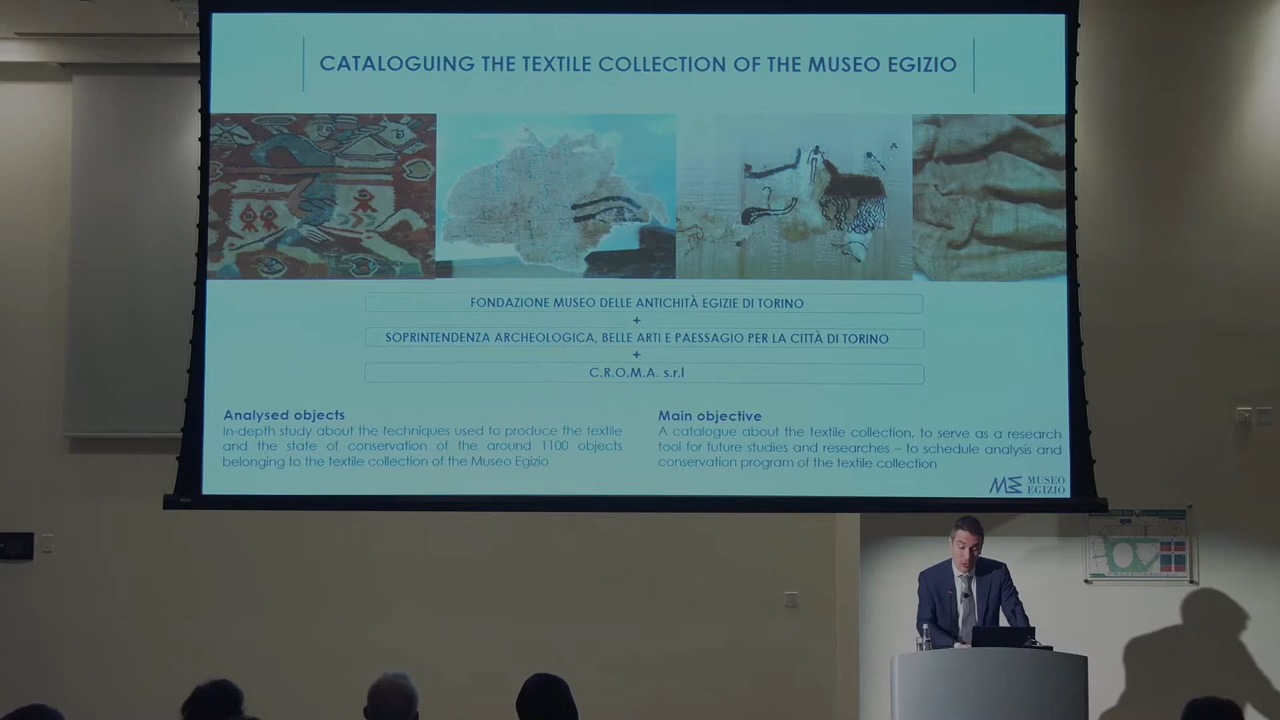 CATALOGUING THE TEXTILE COLLECTION OF THE MUSEO EGIZIO
FONDAZIONE MUSEO DELLE ANTICHITÀ EGIZIE DI TORINO
+
SOPRINTENDENZA ARCHEOLOGICA, BELLE ARTI E PAESAGGIO PER LA CITTÀ DI TORINO
+
C.R.O.M.A. s.r.l
Analysed objects
In-depth study about the techniques used to produce the textile
and the state of conservation of the around 1100 objects
belonging to the textile collection of the Museo Egizio
Main objective
A catalogue about the textile collection, to serve as a research
tool for future studies and researches – to schedule analysis and
conservation program of the textile collection
ME MUSEO
EGIZIO